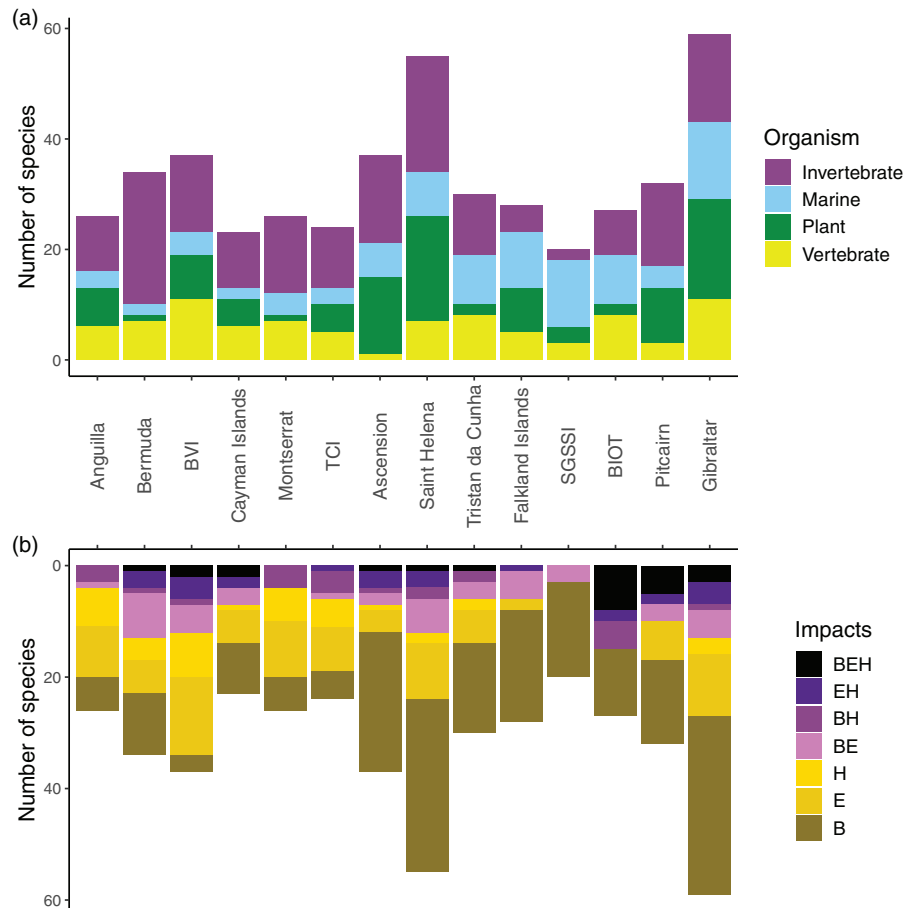 (a)
Number of species
60
40
20
0
Organism
Invertebrate
Marine
Plant
Vertebrate
Anguilla
Bermuda
BVI
Cayman Islands
Montserrat
TCI
Ascension
Saint Helena
Tristan da Cunha
Falkland Islands
SGSSI
BIOT
Pitcairn
Gibraltar
(b)
Number of species
0
20
40
60
Impacts
BEH
EH
BH
BE
H
E
B